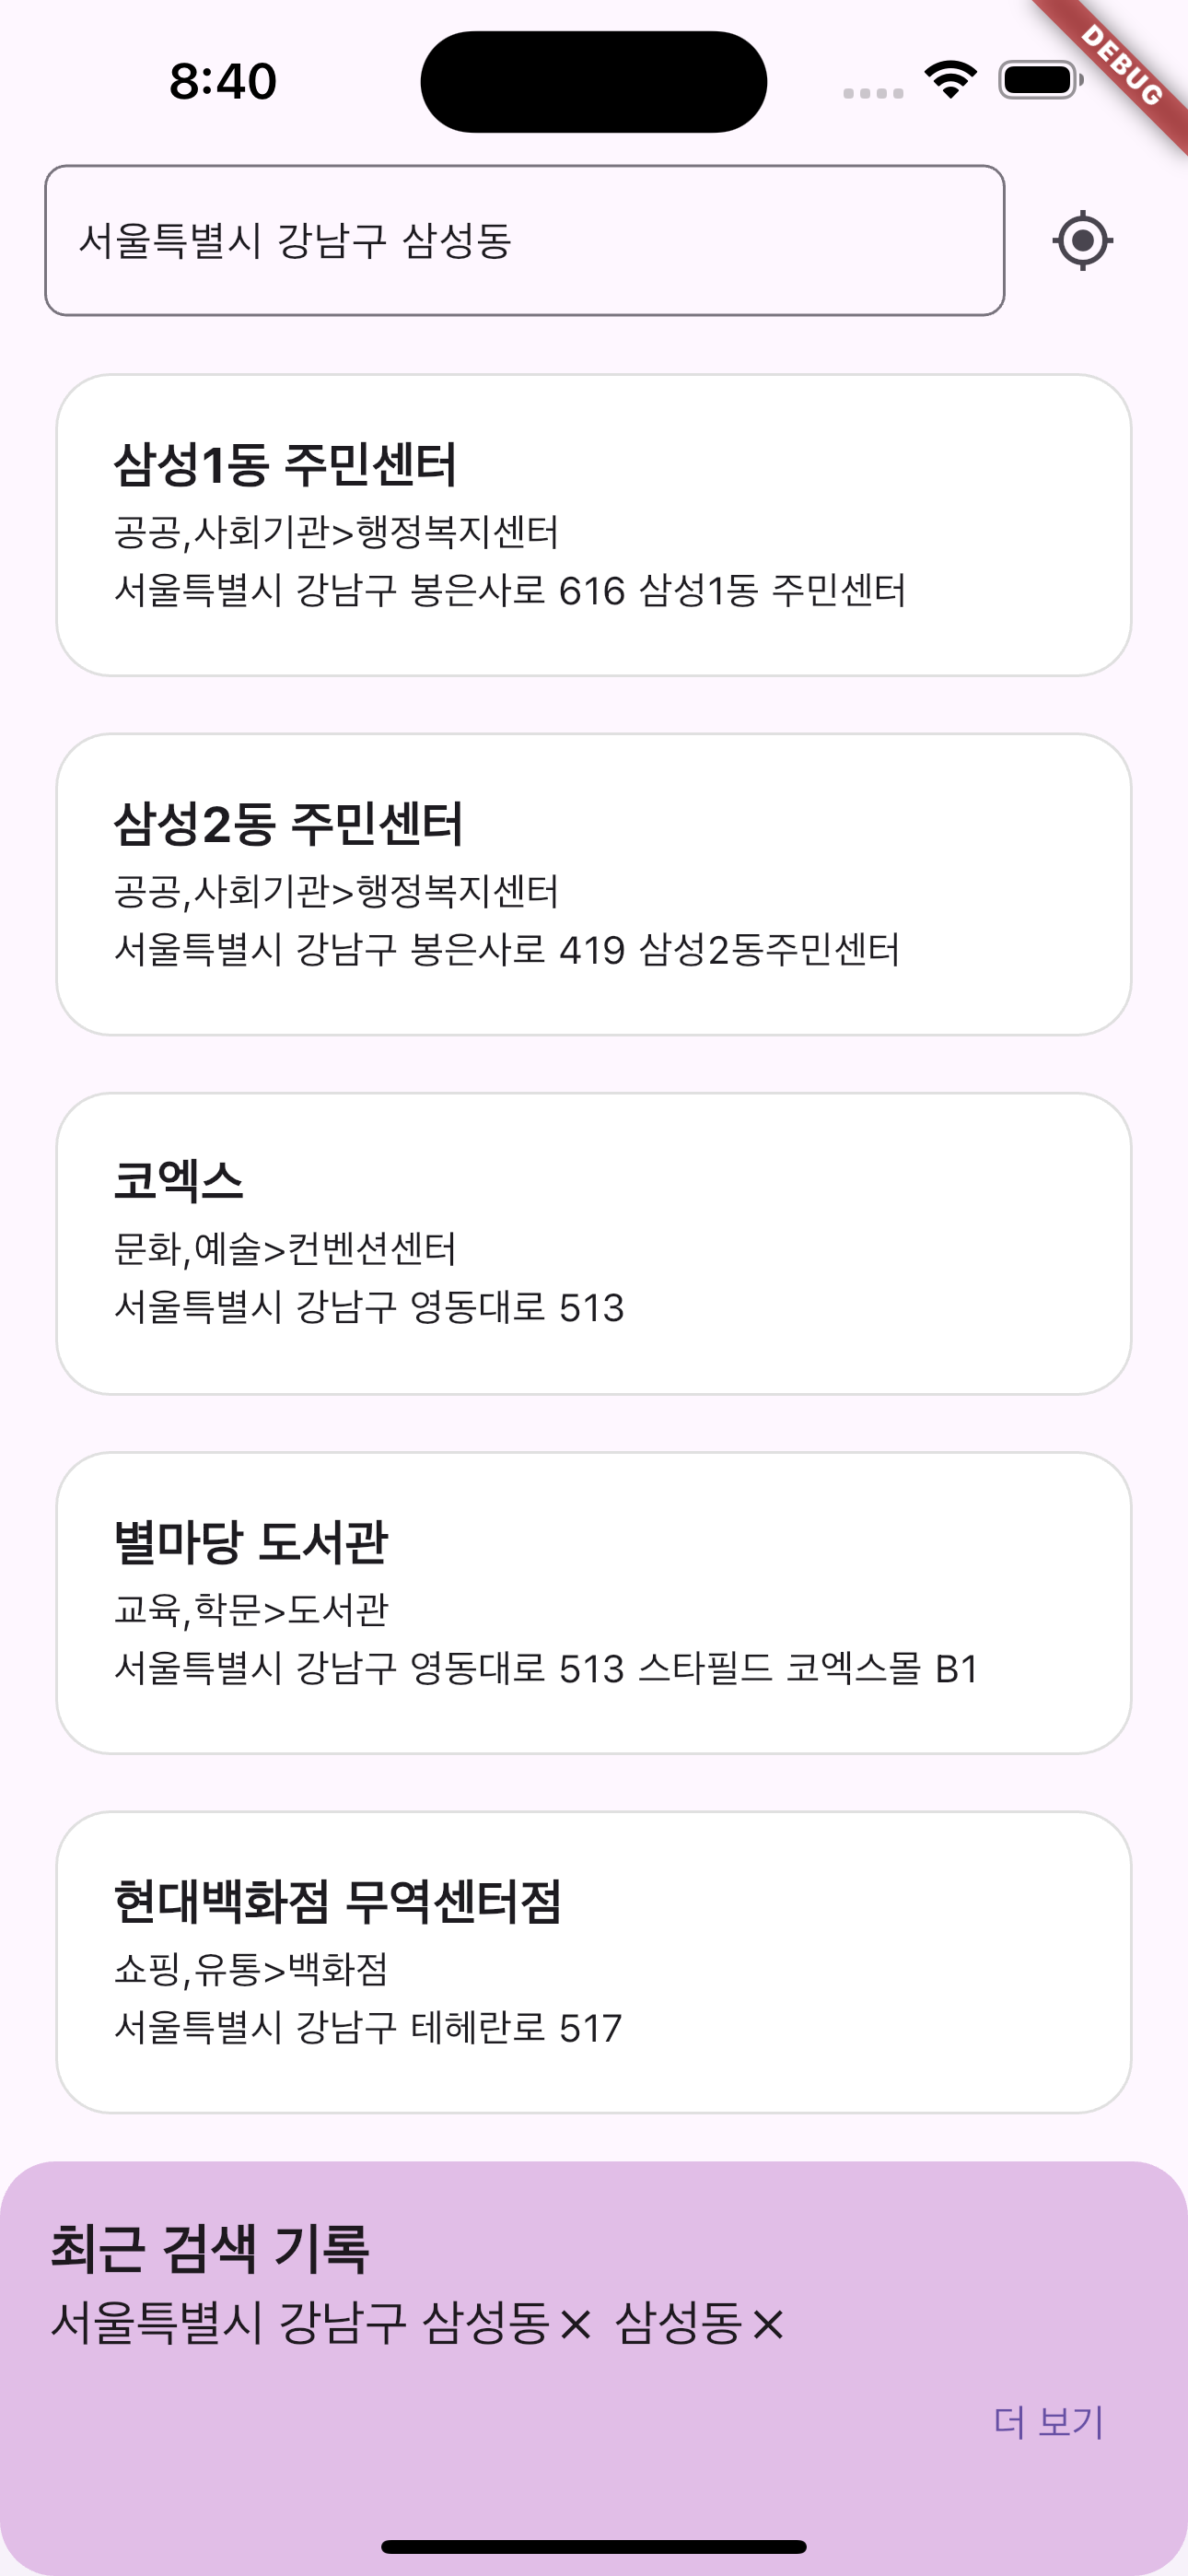 8:40
DEBUG
서울특별시 강남구 삼성동
삼성1동 주민센터
공공,사회기관>행정복지센터
서울특별시 강남구 봉은사로 616 삼성1동 주민센터
삼성2동 주민센터
공공,사회기관>행정복지센터
서울특별시 강남구 봉은사로 419 삼성2동주민센터
코엑스
문화,예술>컨벤션센터
서울특별시 강남구 영동대로 513
별마당 도서관
교육,학문>도서관
서울특별시 강남구 영동대로 513 스타필드 코엑스몰 B1
현대백화점 무역센터점
쇼핑,유통>백화점
서울특별시 강남구 테헤란로 517
최근 검색 기록
서울특별시 강남구 삼성동× 삼성동×
더 보기